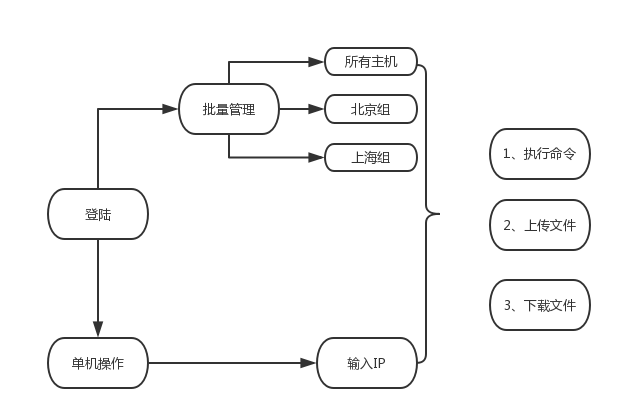 所有主机
批量管理
北京组
上海组
1、执行命令
登陆
2、上传文件
3、下载文件
单机操作
输入IP